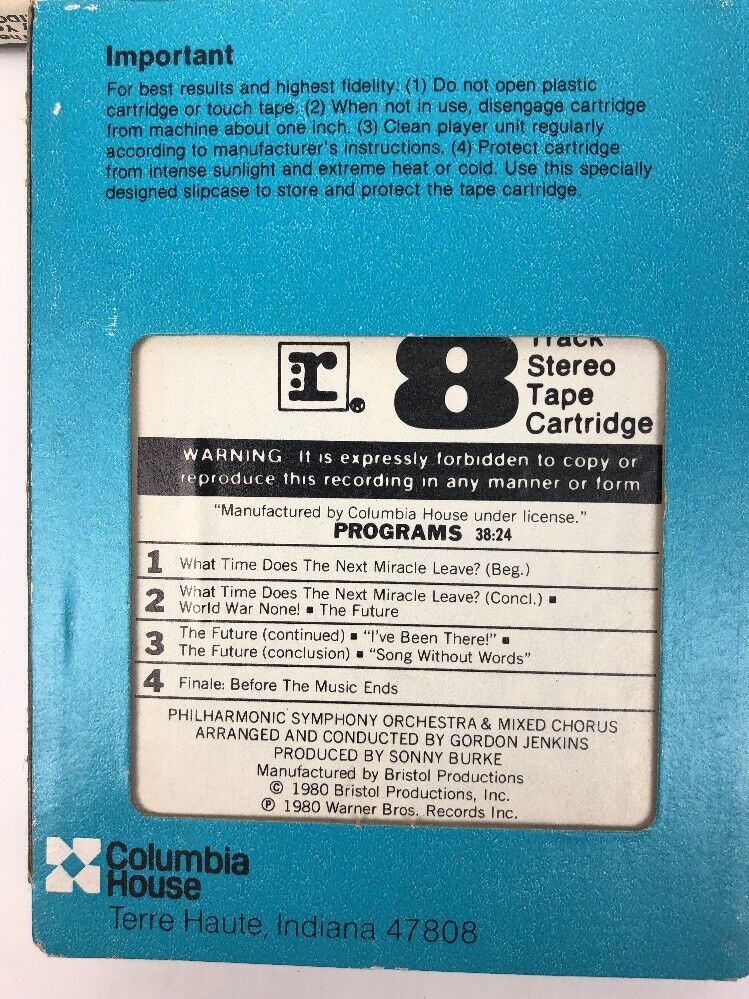 Important
For best results and highest fidelity: (1) Do not open plastic
cartridge or touch tape. (2) When not in use, disengage cartridge
from machine about one inch. (3) Clean player unit regularly
according to manufacturer's instructions. (4) Protect cartridge
from intense sunlight and extreme heat or cold. Use this specially
designed slipcase to store and protect the tape cartridge.
r ®
8
Track
Stereo
Tape
Cartridge
WARNING It is expressly forbidden to copy or
reproduce this recording in any manner or form
"Manufactured by Columbia House under license."
PROGRAMS 38:24
1 What Time Does The Next Miracle Leave? (Beg.)
2 What Time Does The Next Miracle Leave? (Concl.) ▪
World War None! ▪ The Future
3 The Future (continued) ▪ "I've Been There!" ▪
The Future (conclusion) ▪ "Song Without Words"
4 Finale: Before The Music Ends
PHILHARMONIC SYMPHONY ORCHESTRA & MIXED CHORUS
ARRANGED AND CONDUCTED BY GORDON JENKINS
PRODUCED BY SONNY BURKE
Manufactured by Bristol Productions
© 1980 Bristol Productions, Inc.
℗ 1980 Warner Bros. Records Inc.
Columbia
House
Terre Haute, Indiana 47808